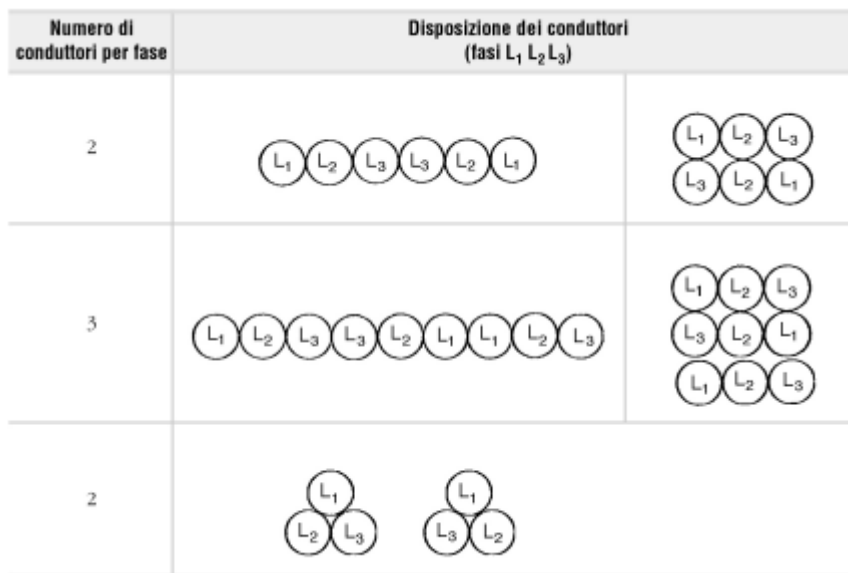 Numero di
conduttori per fase
Disposizione dei conduttori
(fasi L₁ L₂ L₃)
2
L₁ L₂ L₃ L₃ L₂ L₁
L₁ L₂ L₃
L₃ L₂ L₁
3
L₁ L₂ L₃ L₃ L₂ L₁ L₁ L₂ L₃
L₁ L₂ L₃
L₃ L₂ L₁
L₁ L₂ L₃
2
L₁
L₂ L₃
L₁
L₃ L₂